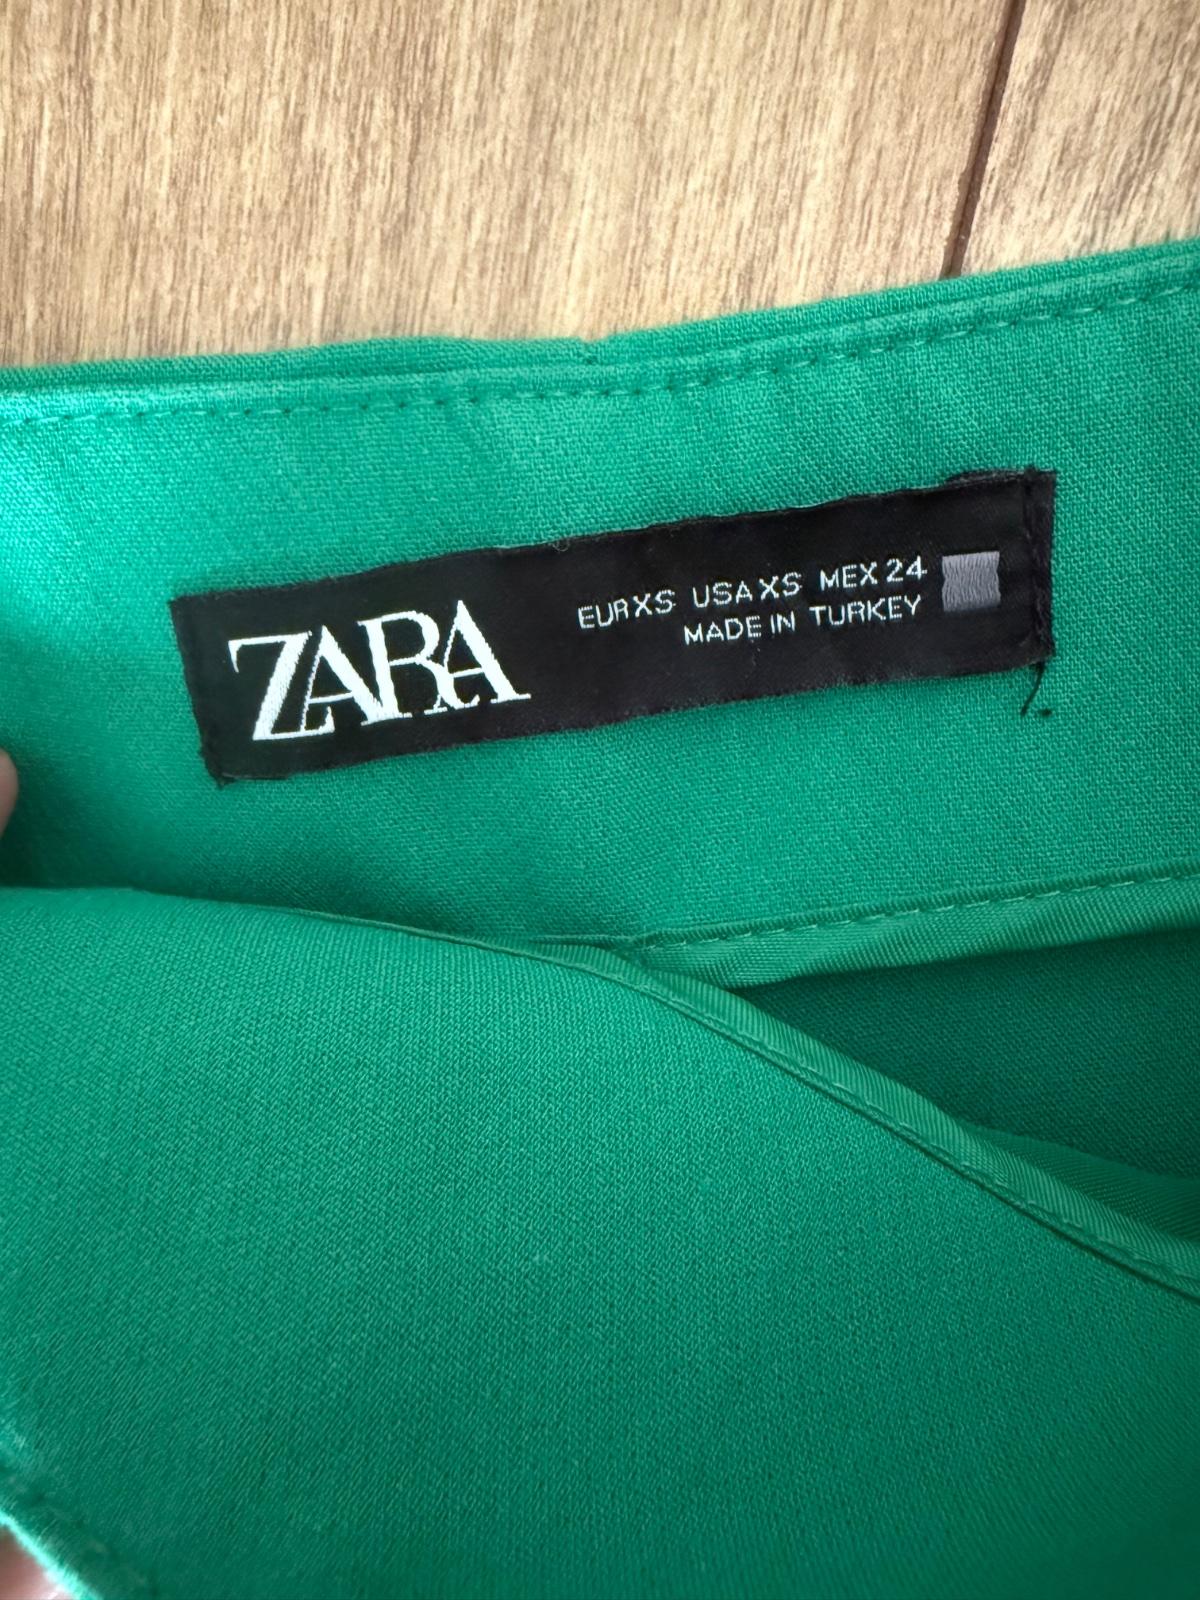 ZARA
EUR XS USA XS MEX 24
MADE IN TURKEY